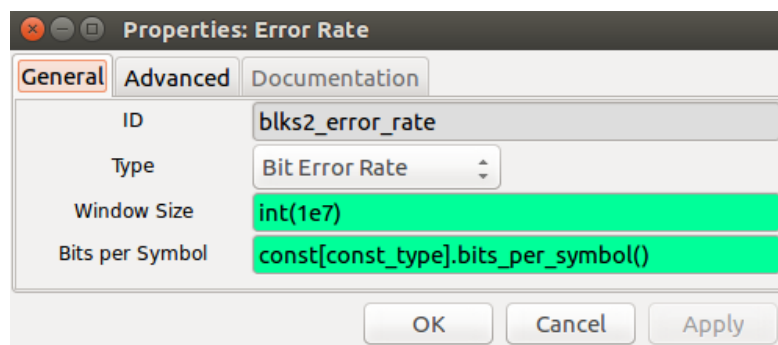 Properties: Error Rate
General Advanced Documentation
ID blks2_error_rate
Type Bit Error Rate
Window Size int(1e7)
Bits per Symbol const[const_type].bits_per_symbol()
OK Cancel Apply